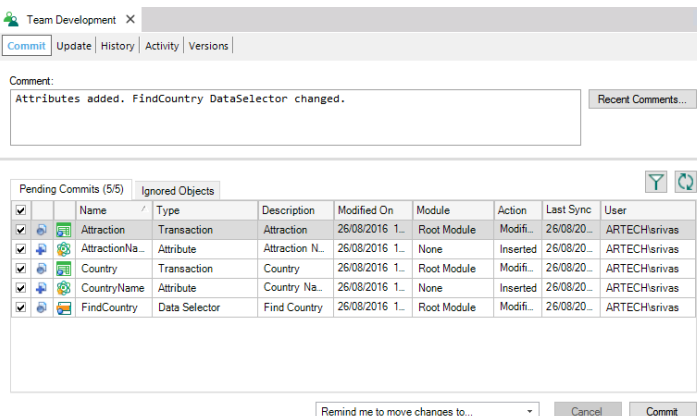 Team Development
Commit Update History Activity Versions
Comment:
Attributes added. FindCountry DataSelector changed.
Recent Comments...
Pending Commits (5/5) Ignored Objects
Name Type Description Modified On Module Action Last Sync User
Attraction Transaction Attraction 26/08/2016 1... Root Module Modifi... 26/08/20... ARTECH\srivas
AttractionNa... Attribute Attraction N... 26/08/2016 1... None Inserted 26/08/20... ARTECH\srivas
Country Transaction Country 26/08/2016 1... Root Module Modifi... 26/08/20... ARTECH\srivas
CountryName Attribute Country Na... 26/08/2016 1... None Inserted 26/08/20... ARTECH\srivas
FindCountry Data Selector Find Country 26/08/2016 1... Root Module Modifi... 26/08/20... ARTECH\srivas
Remind me to move changes to... Cancel Commit